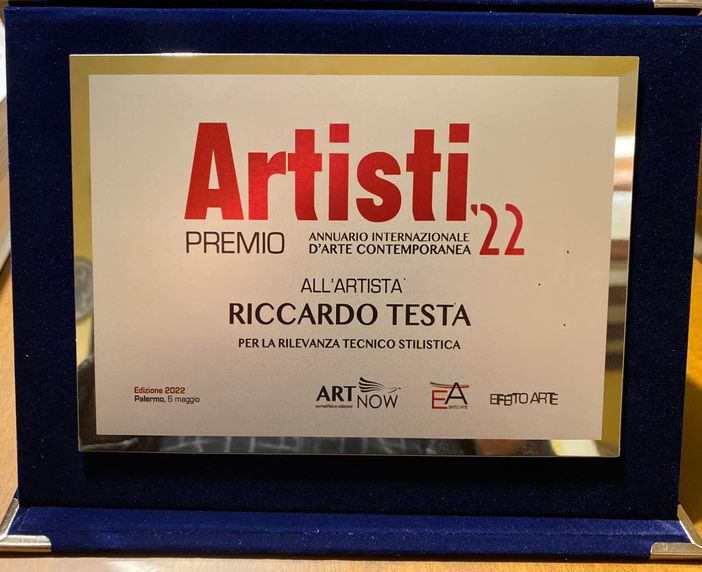 Artisti '22
PREMIO
ANNUARIO INTERNAZIONALE
D'ARTE CONTEMPORANEA
ALL'ARTISTA
RICCARDO TESTA
PER LA RILEVANZA TECNICO STILISTICA
Edizione 2022
Palermo, 6 maggio
ART NOW
EA
EFFETTO ARTE